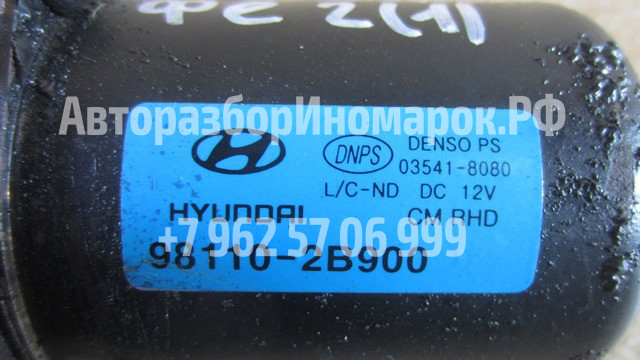 ФЕ 2(1)
АвторазборИномарок.РФ
DNPS DENSO PS
03541-8080
L/C-ND DC 12V
HYUNDAI CM RHD
+7 962 57 06 999
98110-2B900